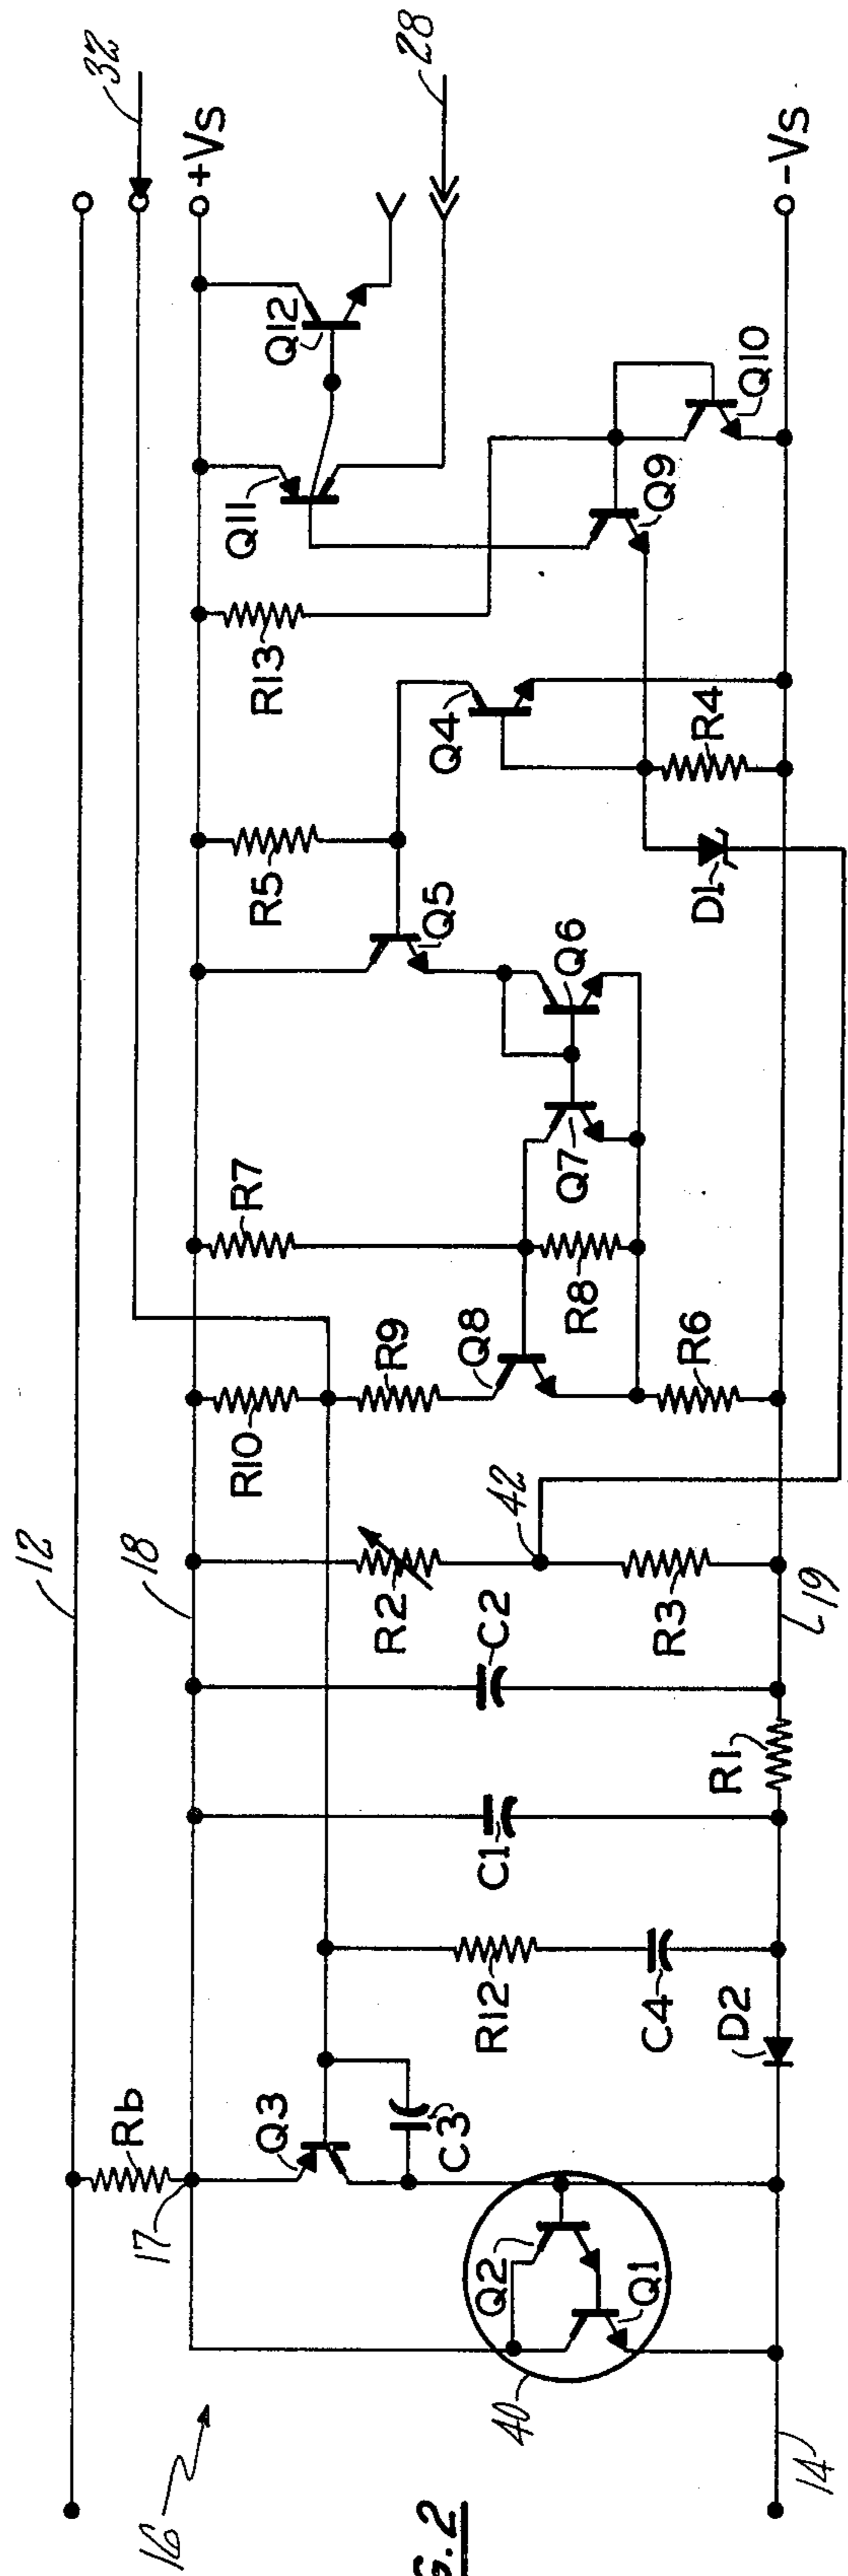 32
+Vs
28
Q12
Q11
-Vs
Q10
Q9
R13
Q4
R4
R5
Q5
D1
Q6
Q7
R7
R8
Q8
R9
R6
R10
42
12
18
R2
R3
C2
19
R1
C1
R12
C4
D2
Rb
Q3
C3
17
Q2
Q1
40
16
14
G.2